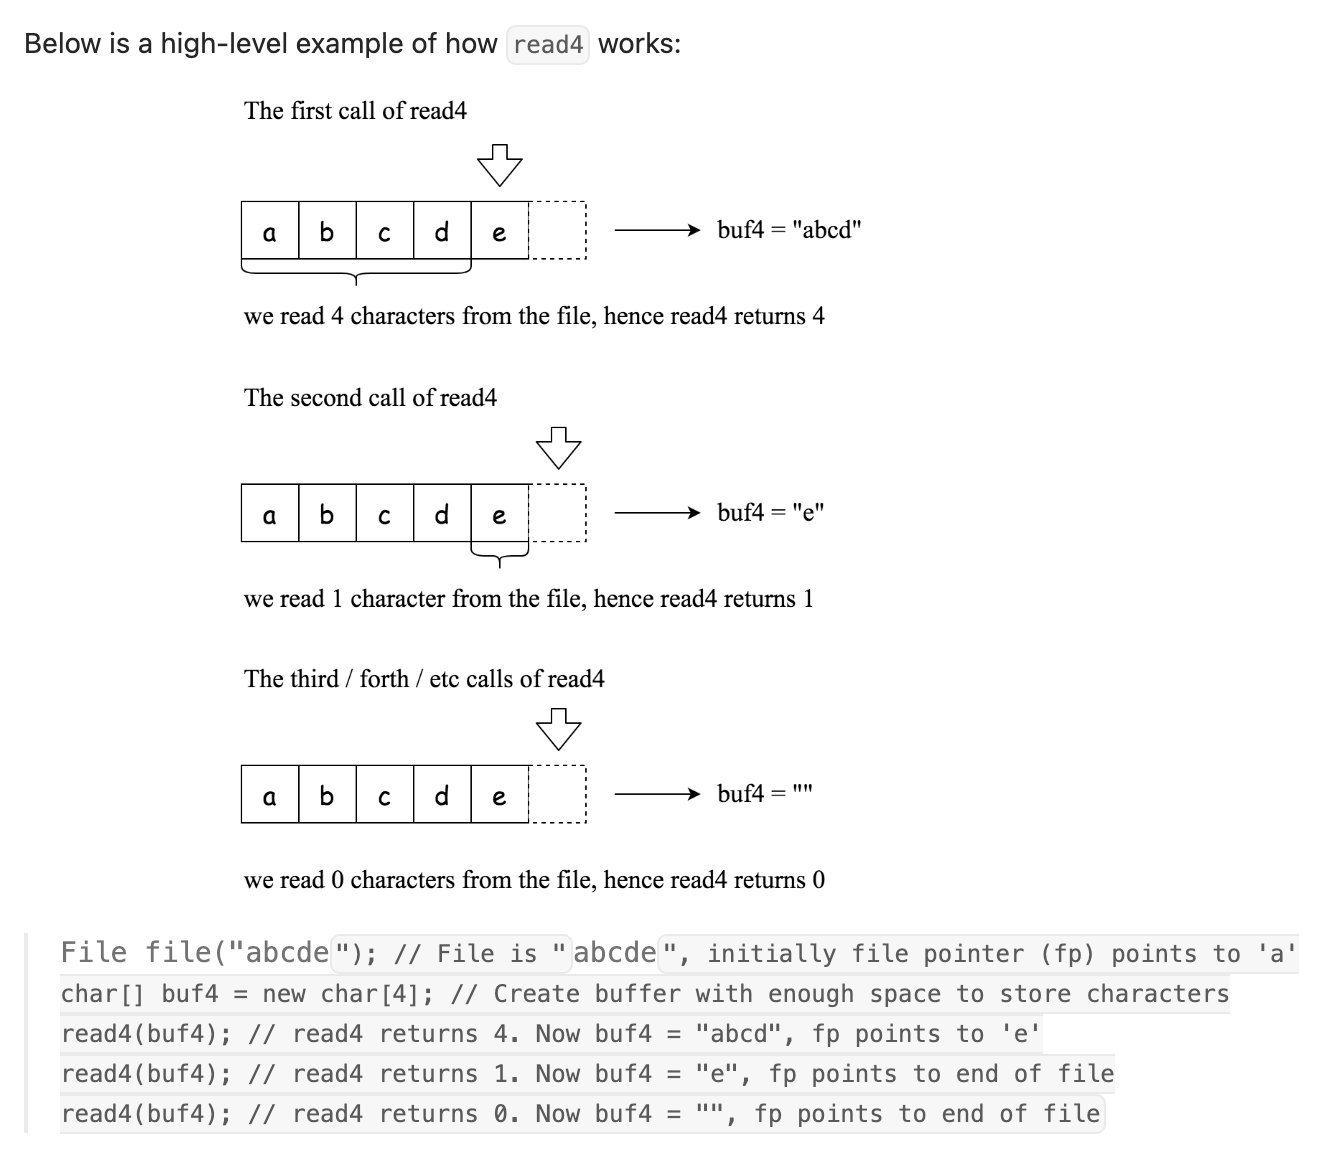 Below is a high-level example of how read4 works:
The first call of read4
a b c d e
buf4 = "abcd"
we read 4 characters from the file, hence read4 returns 4
The second call of read4
a b c d e
buf4 = "e"
we read 1 character from the file, hence read4 returns 1
The third / forth / etc calls of read4
a b c d e
buf4 = ""
we read 0 characters from the file, hence read4 returns 0
File file("abcde"); // File is "abcde", initially file pointer (fp) points to 'a'
char[] buf4 = new char[4]; // Create buffer with enough space to store characters
read4(buf4); // read4 returns 4. Now buf4 = "abcd", fp points to 'e'
read4(buf4); // read4 returns 1. Now buf4 = "e", fp points to end of file
read4(buf4); // read4 returns 0. Now buf4 = "", fp points to end of file